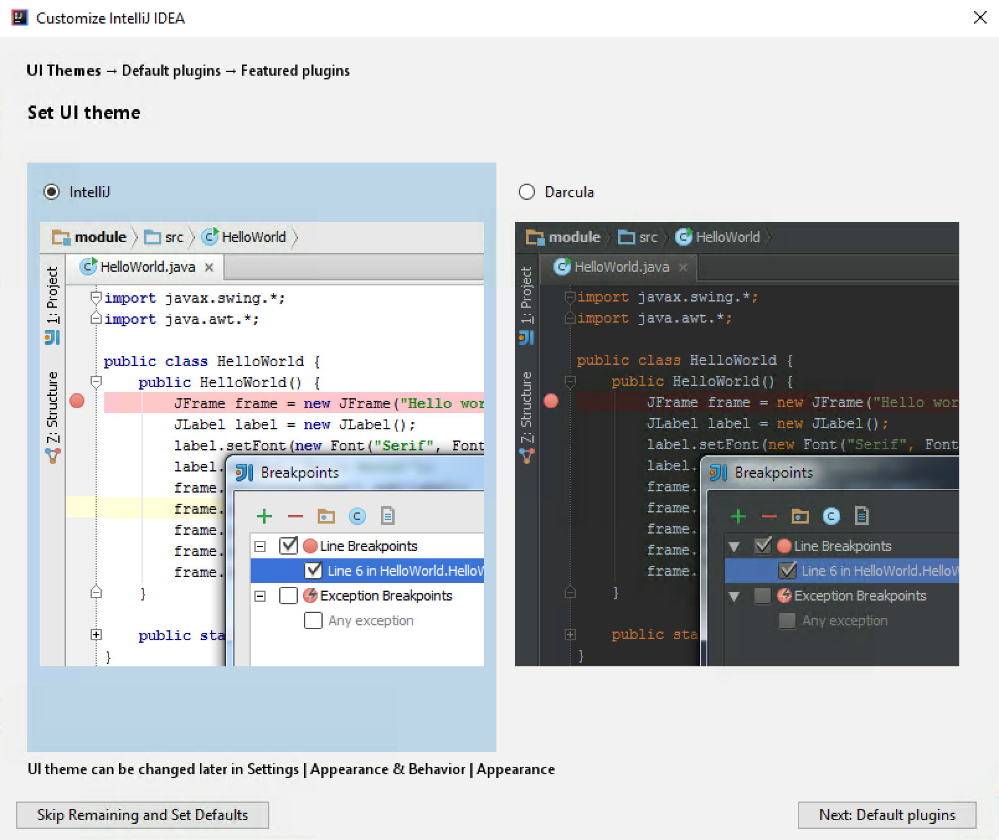 Customize IntelliJ IDEA
UI Themes → Default plugins → Featured plugins
Set UI theme
IntelliJ
module src HelloWorld
HelloWorld.java
1: Project
7: Structure
import javax.swing.*;
import java.awt.*;
public class HelloWorld {
public HelloWorld() {
JFrame frame = new JFrame("Hello wor
JLabel label = new JLabel();
label.setFont(new Font("Serif", Font
label.
frame.
frame.
frame.
frame.
frame.
}
public sta
}
Breakpoints
Line Breakpoints
Line 6 in HelloWorld.HelloW
Exception Breakpoints
Any exception
Darcula
module src HelloWorld
HelloWorld.java
1: Project
7: Structure
import javax.swing.*;
import java.awt.*;
public class HelloWorld {
public HelloWorld() {
JFrame frame = new JFrame("Hello wor
JLabel label = new JLabel();
label.setFont(new Font("Serif", Font
label.
frame.
frame.
frame.
frame.
frame.
}
public sta
}
Breakpoints
Line Breakpoints
Line 6 in HelloWorld.HelloW
Exception Breakpoints
Any exception
UI theme can be changed later in Settings | Appearance & Behavior | Appearance
Skip Remaining and Set Defaults
Next: Default plugins